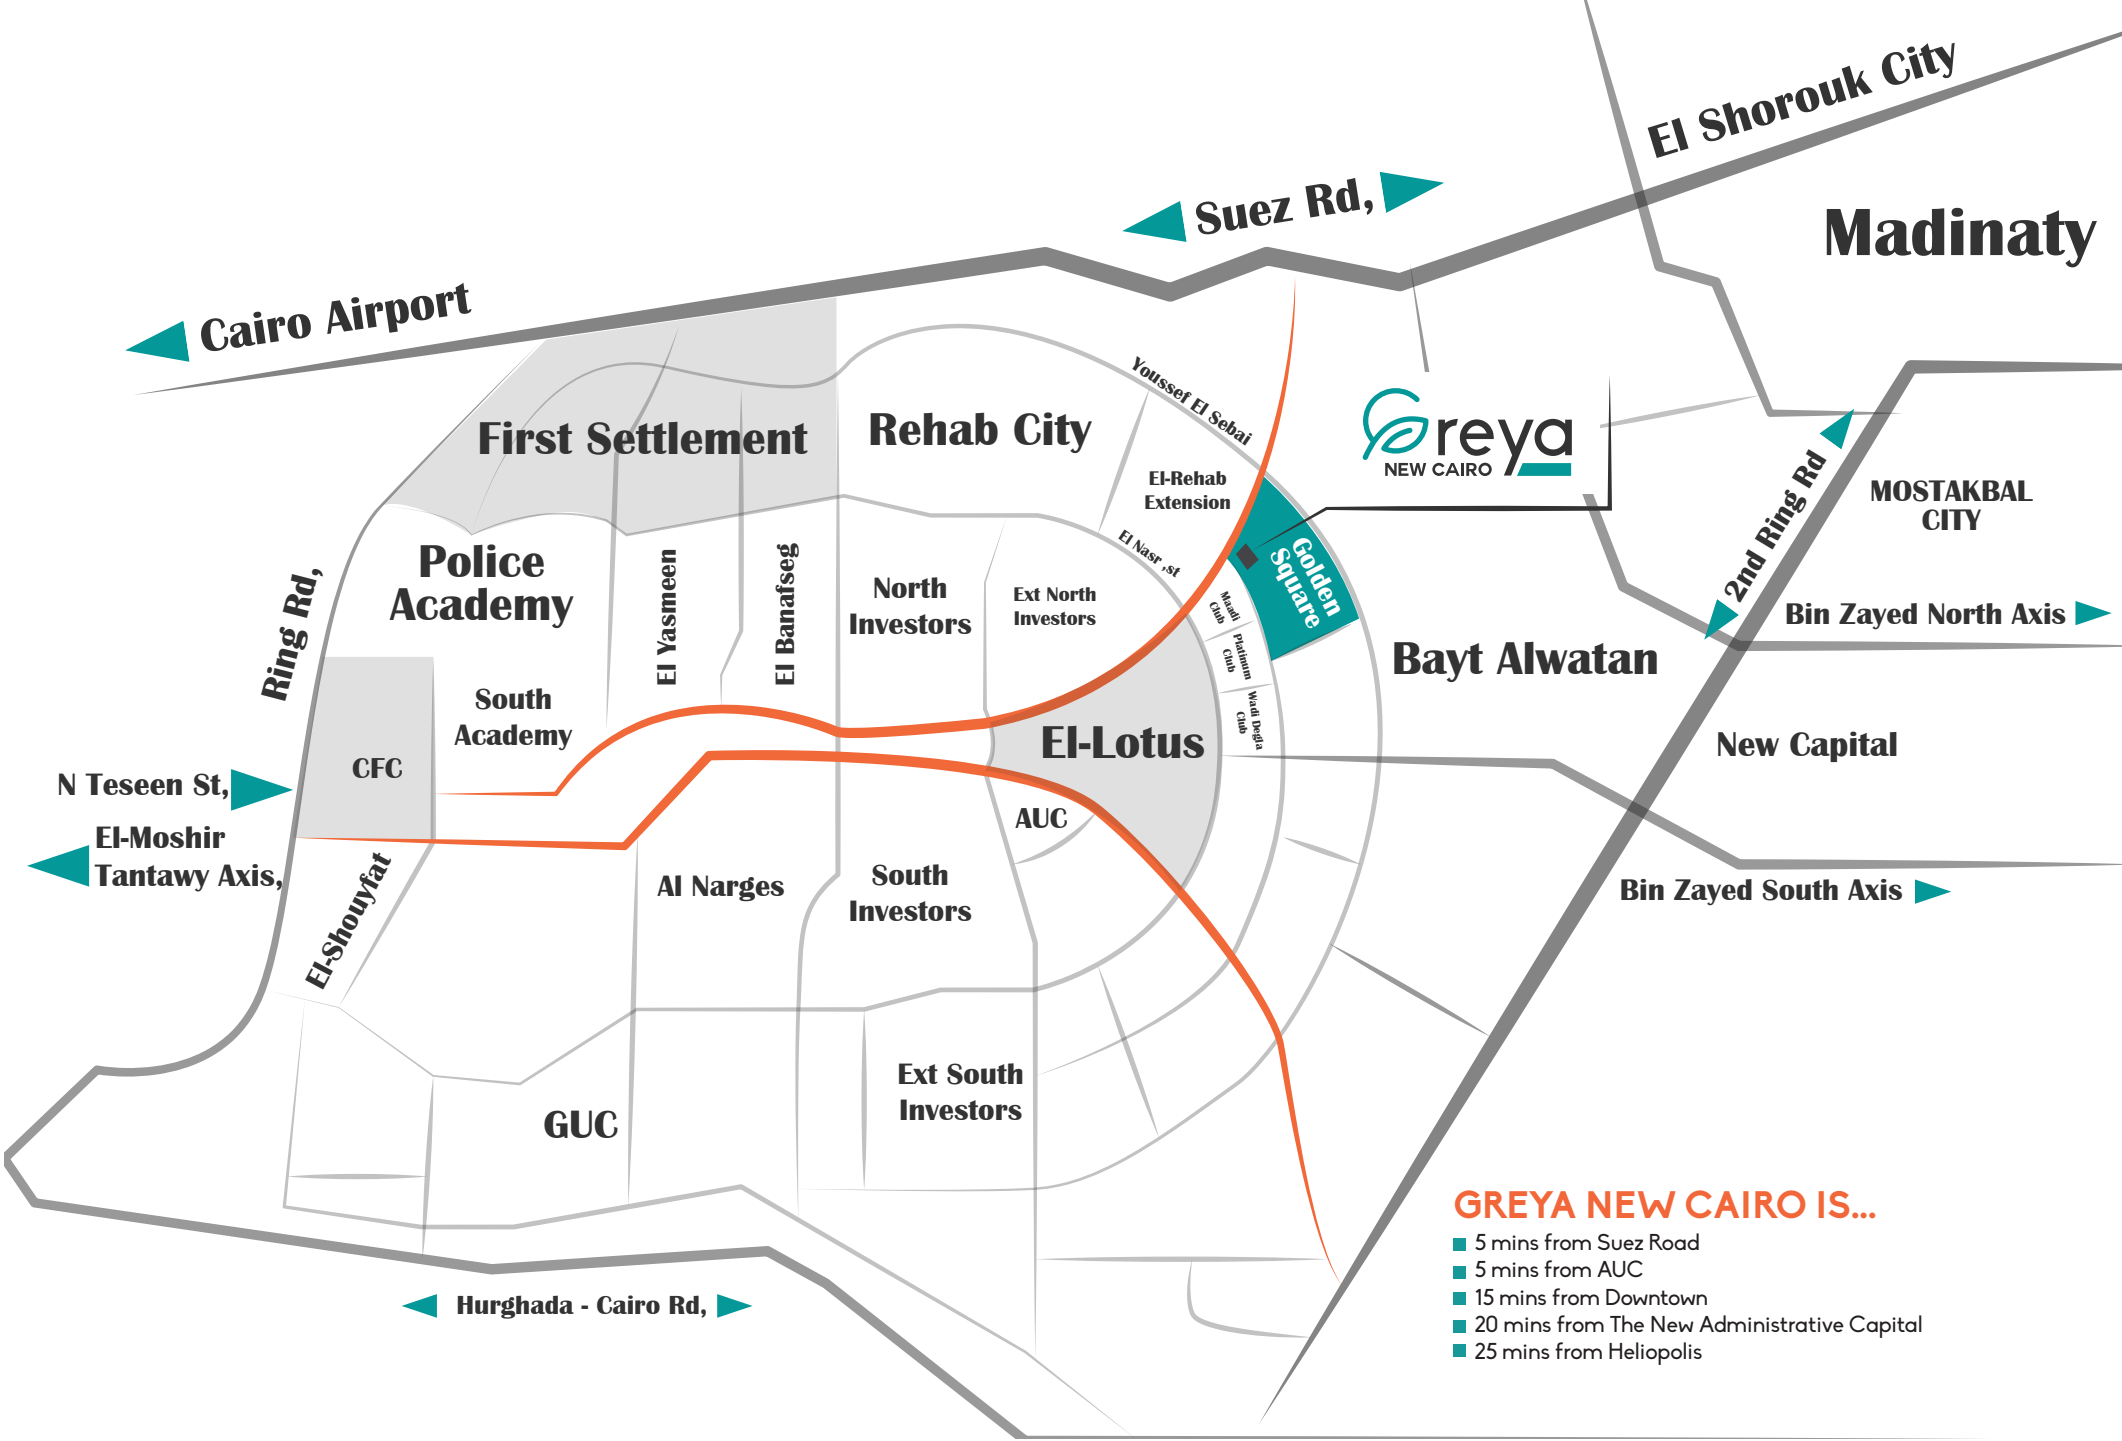 El Shorouk City
Suez Rd,
Madinaty
Cairo Airport
Youssef El Sebai
First Settlement
Rehab City
Greya
NEW CAIRO
El-Rehab
Extension
2nd Ring Rd
MOSTAKBAL
CITY
El Nasr ,st
Golden
Square
Police
Academy
Ring Rd,
El Yasmeen
El Banafseg
North
Investors
Ext North
Investors
Maadi
Club
Platinum
Club
Wadi Degla
Club
Bin Zayed North Axis
Bayt Alwatan
South
Academy
El-Lotus
New Capital
CFC
N Teseen St,
El-Moshir
Tantawy Axis,
AUC
El-Shouyfat
Al Narges
South
Investors
Bin Zayed South Axis
Ext South
Investors
GUC
Hurghada - Cairo Rd,
GREYA NEW CAIRO IS...
5 mins from Suez Road
5 mins from AUC
15 mins from Downtown
20 mins from The New Administrative Capital
25 mins from Heliopolis